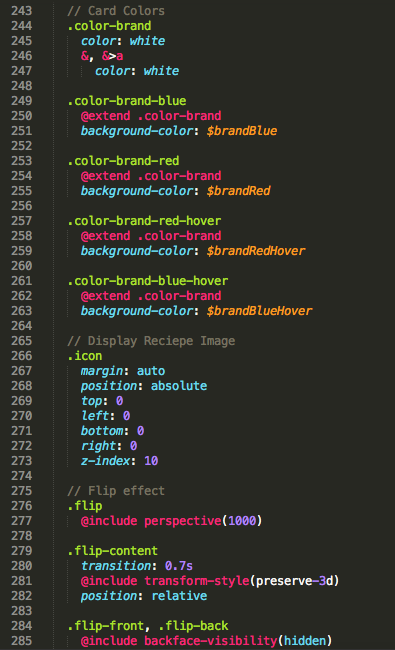 243 // Card Colors
244 .color-brand
245 color: white
246 &, &>a
247 color: white
248
249 .color-brand-blue
250 @extend .color-brand
251 background-color: $brandBlue
252
253 .color-brand-red
254 @extend .color-brand
255 background-color: $brandRed
256
257 .color-brand-red-hover
258 @extend .color-brand
259 background-color: $brandRedHover
260
261 .color-brand-blue-hover
262 @extend .color-brand
263 background-color: $brandBlueHover
264
265 // Display Reciepe Image
266 .icon
267 margin: auto
268 position: absolute
269 top: 0
270 left: 0
271 bottom: 0
272 right: 0
273 z-index: 10
274
275 // Flip effect
276 .flip
277 @include perspective(1000)
278
279 .flip-content
280 transition: 0.7s
281 @include transform-style(preserve-3d)
282 position: relative
283
284 .flip-front, .flip-back
285 @include backface-visibility(hidden)